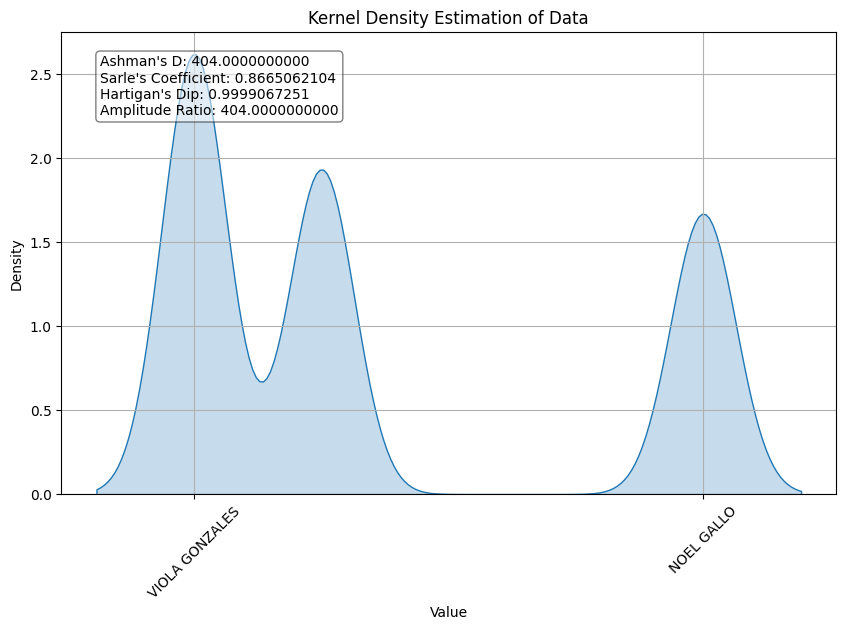 Kernel Density Estimation of Data
Ashman's D: 404.0000000000
Sarle's Coefficient: 0.8665062104
Hartigan's Dip: 0.9999067251
Amplitude Ratio: 404.0000000000
2.5
2.0
1.5
1.0
0.5
0.0
Density
VIOLA GONZALES
NOEL GALLO
Value